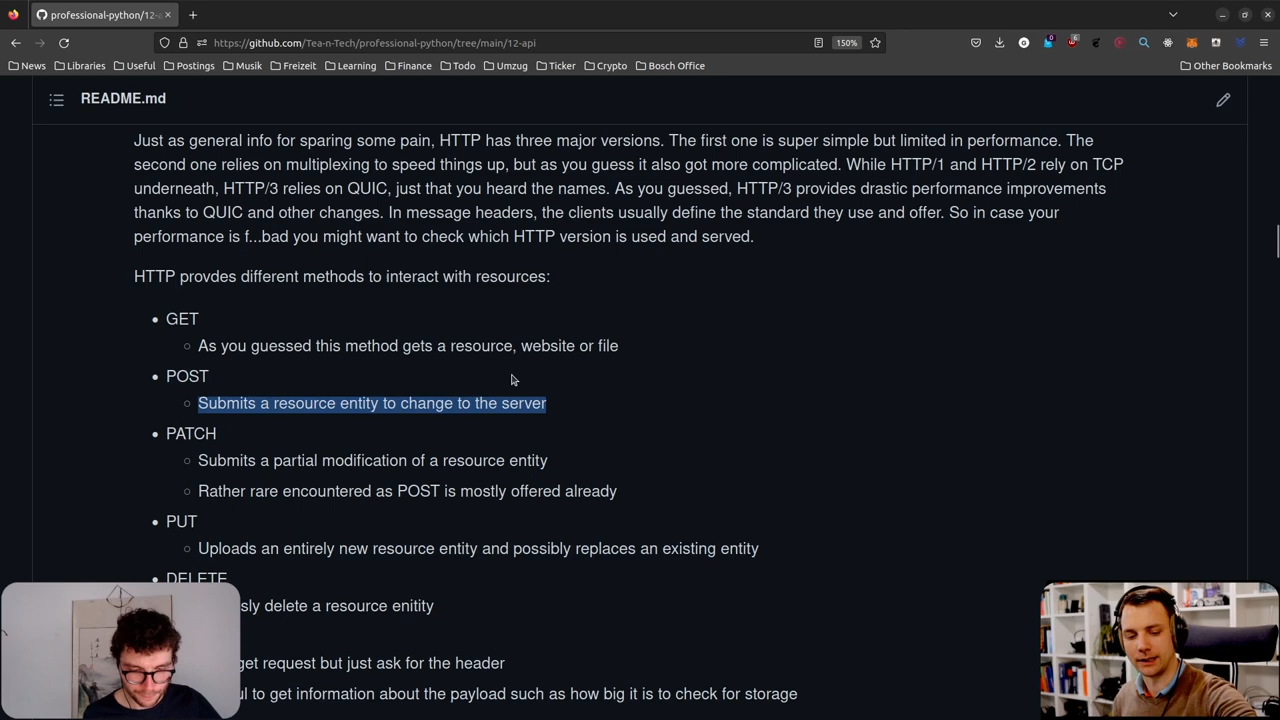 professional-python/12-a
https://github.com/Tea-n-Tech/professional-python/tree/main/12-api
150%
News
Libraries
Useful
Postings
Musik
Freizeit
Learning
Finance
Todo
Umzug
Ticker
Crypto
Bosch Office
Other Bookmarks
README.md
Just as general info for sparing some pain, HTTP has three major versions. The first one is super simple but limited in performance. The
second one relies on multiplexing to speed things up, but as you guess it also got more complicated. While HTTP/1 and HTTP/2 rely on TCP
underneath, HTTP/3 relies on QUIC, just that you heard the names. As you guessed, HTTP/3 provides drastic performance improvements
thanks to QUIC and other changes. In message headers, the clients usually define the standard they use and offer. So in case your
performance is f...bad you might want to check which HTTP version is used and served.
HTTP provdes different methods to interact with resources:
GET
As you guessed this method gets a resource, website or file
POST
Submits a resource entity to change to the server
PATCH
Submits a partial modification of a resource entity
Rather rare encountered as POST is mostly offered already
PUT
Uploads an entirely new resource entity and possibly replaces an existing entity
DELETE
sly delete a resource enitity
get request but just ask for the header
ul to get information about the payload such as how big it is to check for storage